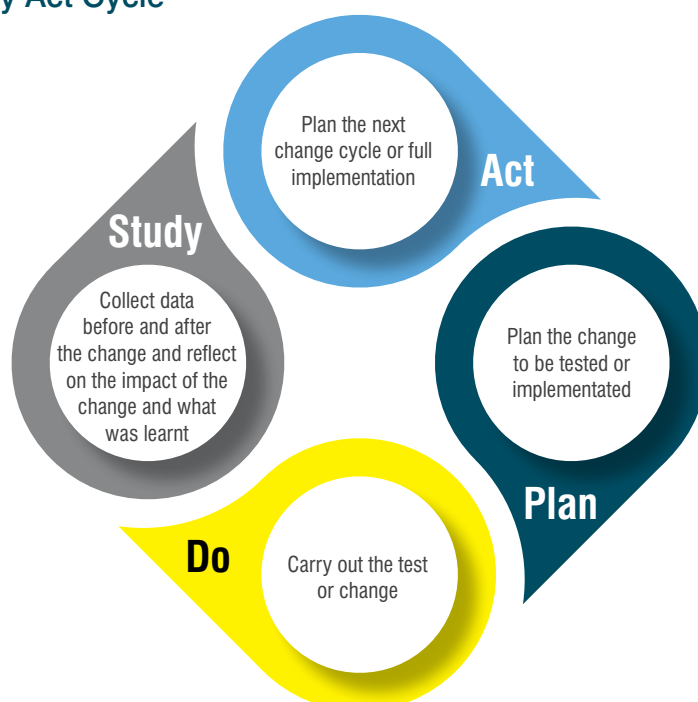 y Act Cycle
Plan the next
change cycle or full
implementation
Act
Study
Collect data
before and after
the change and reflect
on the impact of the
change and what
was learnt
Plan the change
to be tested or
implementated
Plan
Do
Carry out the test
or change